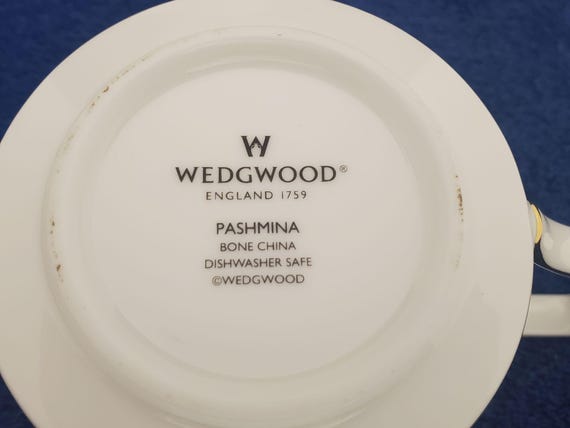 W
WEDGWOOD®
ENGLAND 1759
PASHMINA
BONE CHINA
DISHWASHER SAFE
©WEDGWOOD